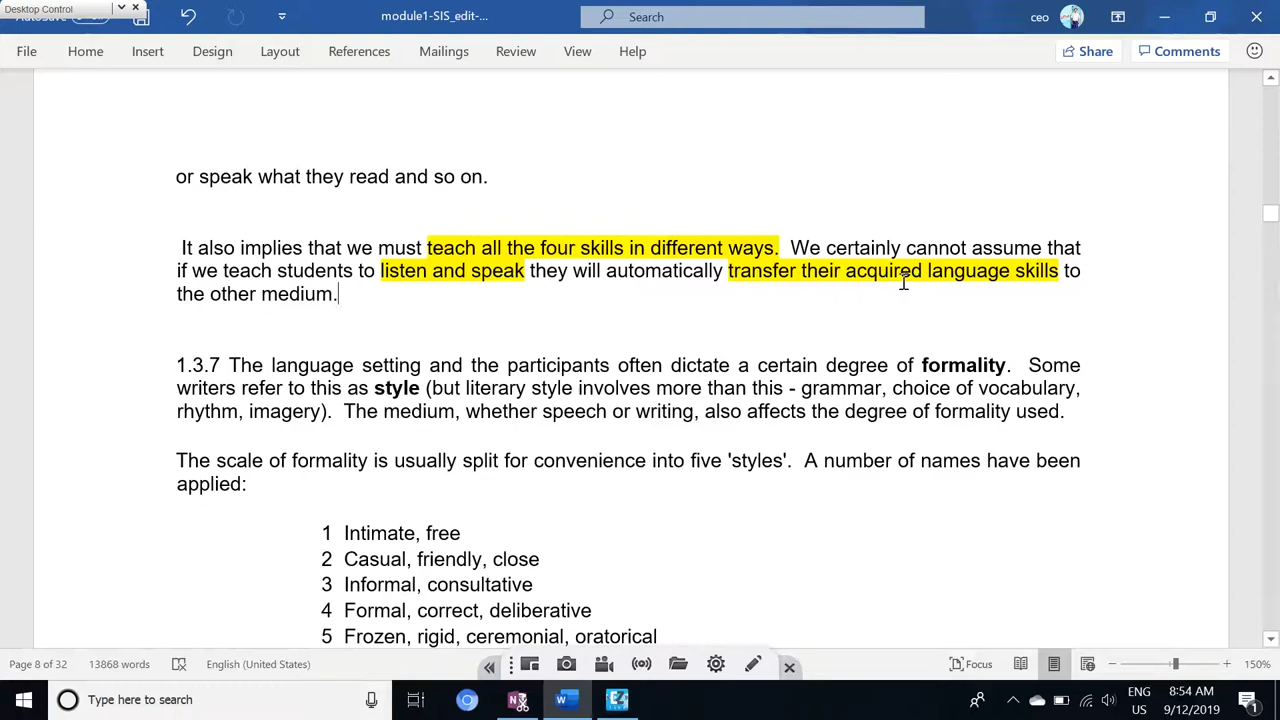 Desktop Control
AutoSave
module1-SIS_edit-...
Search
ceo
File Home Insert Design Layout References Mailings Review View Help
Share Comments
or speak what they read and so on.
It also implies that we must teach all the four skills in different ways. We certainly cannot assume that
if we teach students to listen and speak they will automatically transfer their acquired language skills to
the other medium.
1.3.7 The language setting and the participants often dictate a certain degree of formality. Some
writers refer to this as style (but literary style involves more than this - grammar, choice of vocabulary,
rhythm, imagery). The medium, whether speech or writing, also affects the degree of formality used.
The scale of formality is usually split for convenience into five 'styles'. A number of names have been
applied:
1 Intimate, free
2 Casual, friendly, close
3 Informal, consultative
4 Formal, correct, deliberative
5 Frozen, rigid, ceremonial, oratorical
Page 8 of 32 13868 words English (United States) Focus 150%
Type here to search
ENG
US
8:54 AM
9/12/2019
1